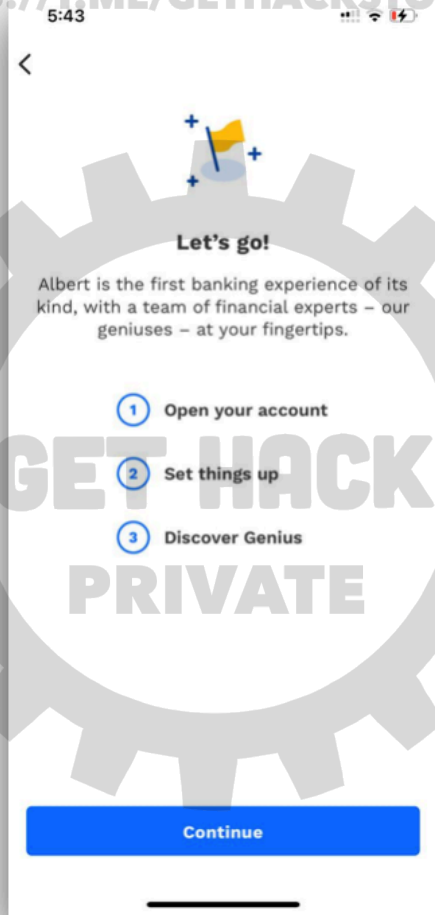 5:43
Let's go!
Albert is the first banking experience of its
kind, with a team of financial experts – our
geniuses – at your fingertips.
1 Open your account
GET HACK
2 Set things up
3 Discover Genius
PRIVATE
Continue